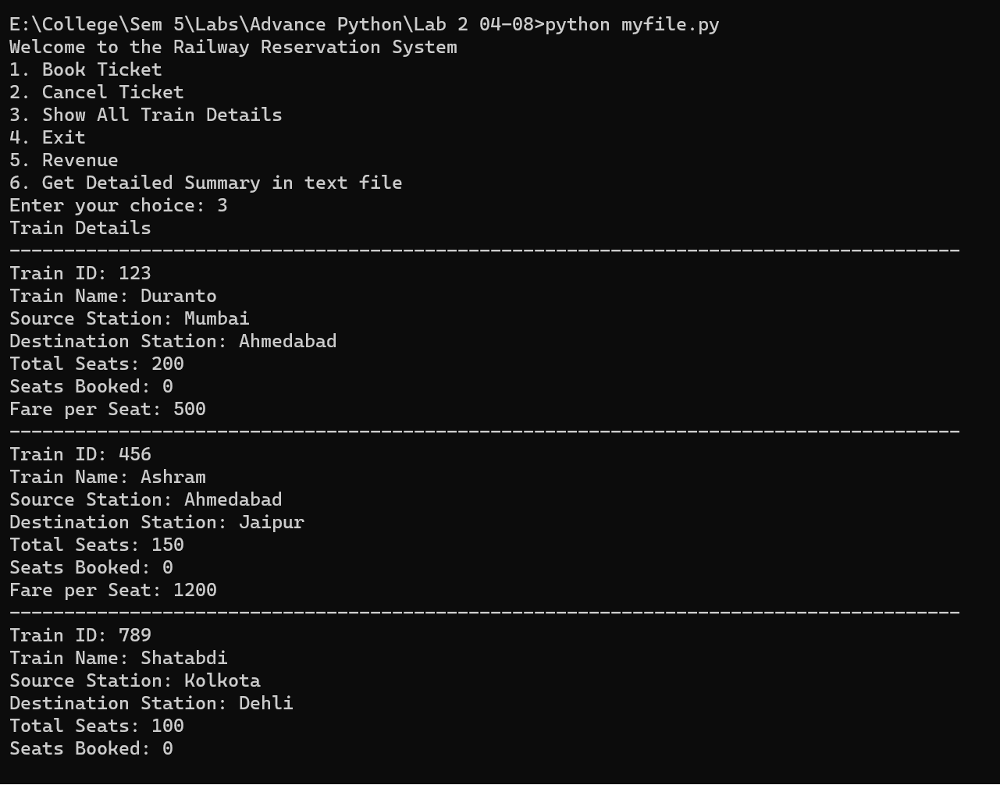 E:\College\Sem 5\Labs\Advance Python\Lab 2 04-08>python myfile.py
Welcome to the Railway Reservation System
1. Book Ticket
2. Cancel Ticket
3. Show All Train Details
4. Exit
5. Revenue
6. Get Detailed Summary in text file
Enter your choice: 3
Train Details
---------------------------------------------------------------------------------------
Train ID: 123
Train Name: Duranto
Source Station: Mumbai
Destination Station: Ahmedabad
Total Seats: 200
Seats Booked: 0
Fare per Seat: 500
---------------------------------------------------------------------------------------
Train ID: 456
Train Name: Ashram
Source Station: Ahmedabad
Destination Station: Jaipur
Total Seats: 150
Seats Booked: 0
Fare per Seat: 1200
---------------------------------------------------------------------------------------
Train ID: 789
Train Name: Shatabdi
Source Station: Kolkota
Destination Station: Dehli
Total Seats: 100
Seats Booked: 0